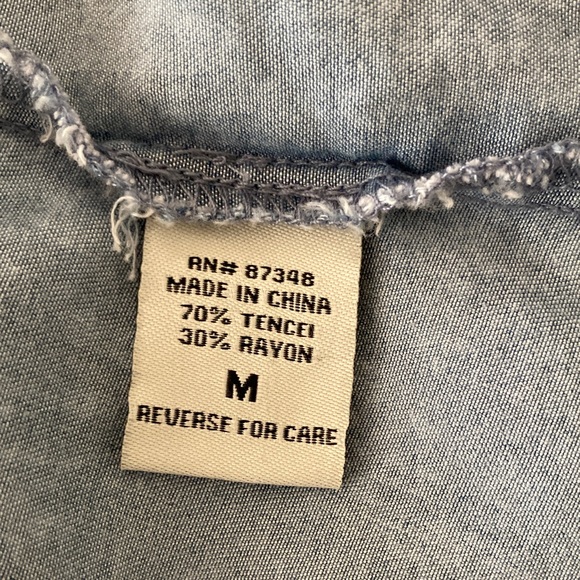 RN# 87348
MADE IN CHINA
70% TENCEI
30% RAYON
M
REVERSE FOR CARE